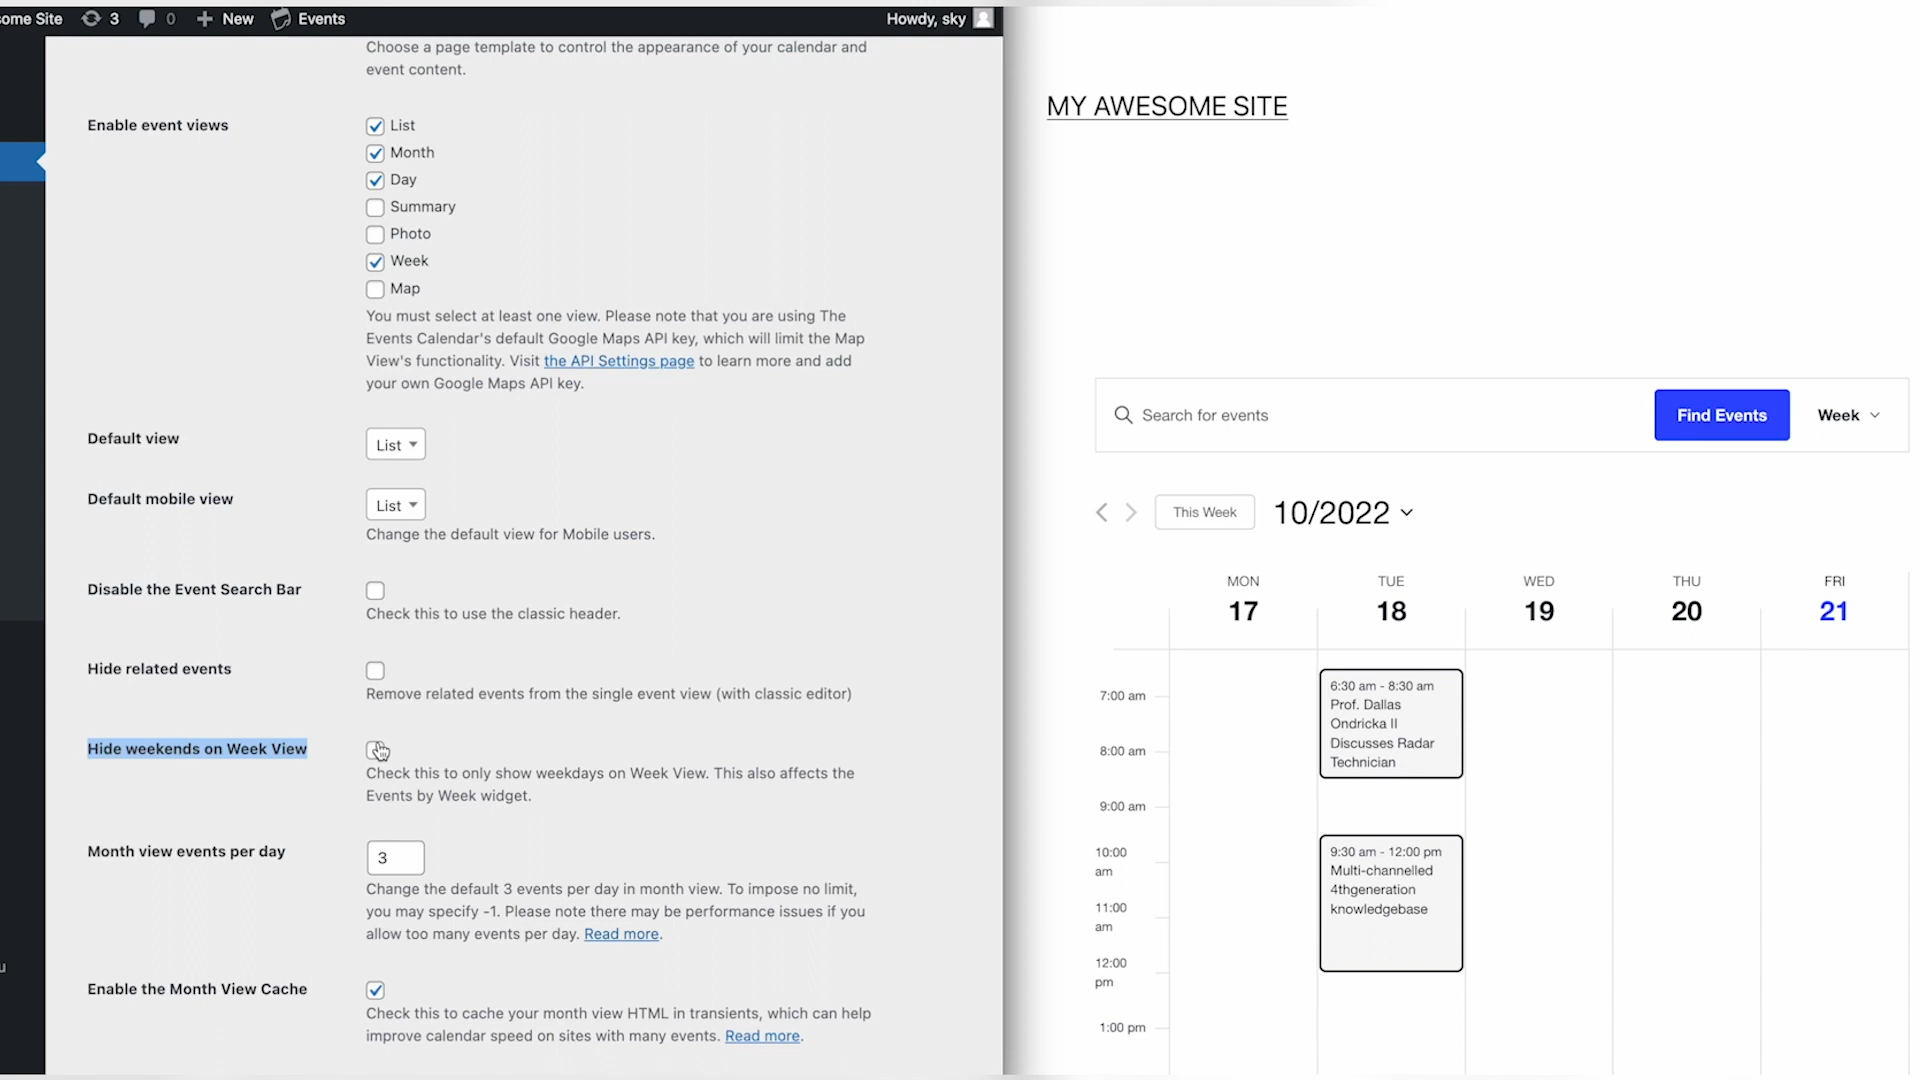 ome Site 3 0 New Events Howdy, sky
Choose a page template to control the appearance of your calendar and
event content.
Enable event views
List
Month
Day
Summary
Photo
Week
Map
You must select at least one view. Please note that you are using The
Events Calendar's default Google Maps API key, which will limit the Map
View's functionality. Visit the API Settings page to learn more and add
your own Google Maps API key.
Default view List
Default mobile view List
Change the default view for Mobile users.
Disable the Event Search Bar
Check this to use the classic header.
Hide related events
Remove related events from the single event view (with classic editor)
Hide weekends on Week View
Check this to only show weekdays on Week View. This also affects the
Events by Week widget.
Month view events per day 3
Change the default 3 events per day in month view. To impose no limit,
you may specify -1. Please note there may be performance issues if you
allow too many events per day. Read more.
Enable the Month View Cache
Check this to cache your month view HTML in transients, which can help
improve calendar speed on sites with many events. Read more.
u
MY AWESOME SITE
Search for events Find Events Week
This Week 10/2022
MON TUE WED THU FRI
17 18 19 20 21
7:00 am
8:00 am
9:00 am
10:00
am
11:00
am
12:00
pm
1:00 pm
6:30 am - 8:30 am
Prof. Dallas
Ondricka II
Discusses Radar
Technician
9:30 am - 12:00 pm
Multi-channelled
4thgeneration
knowledgebase